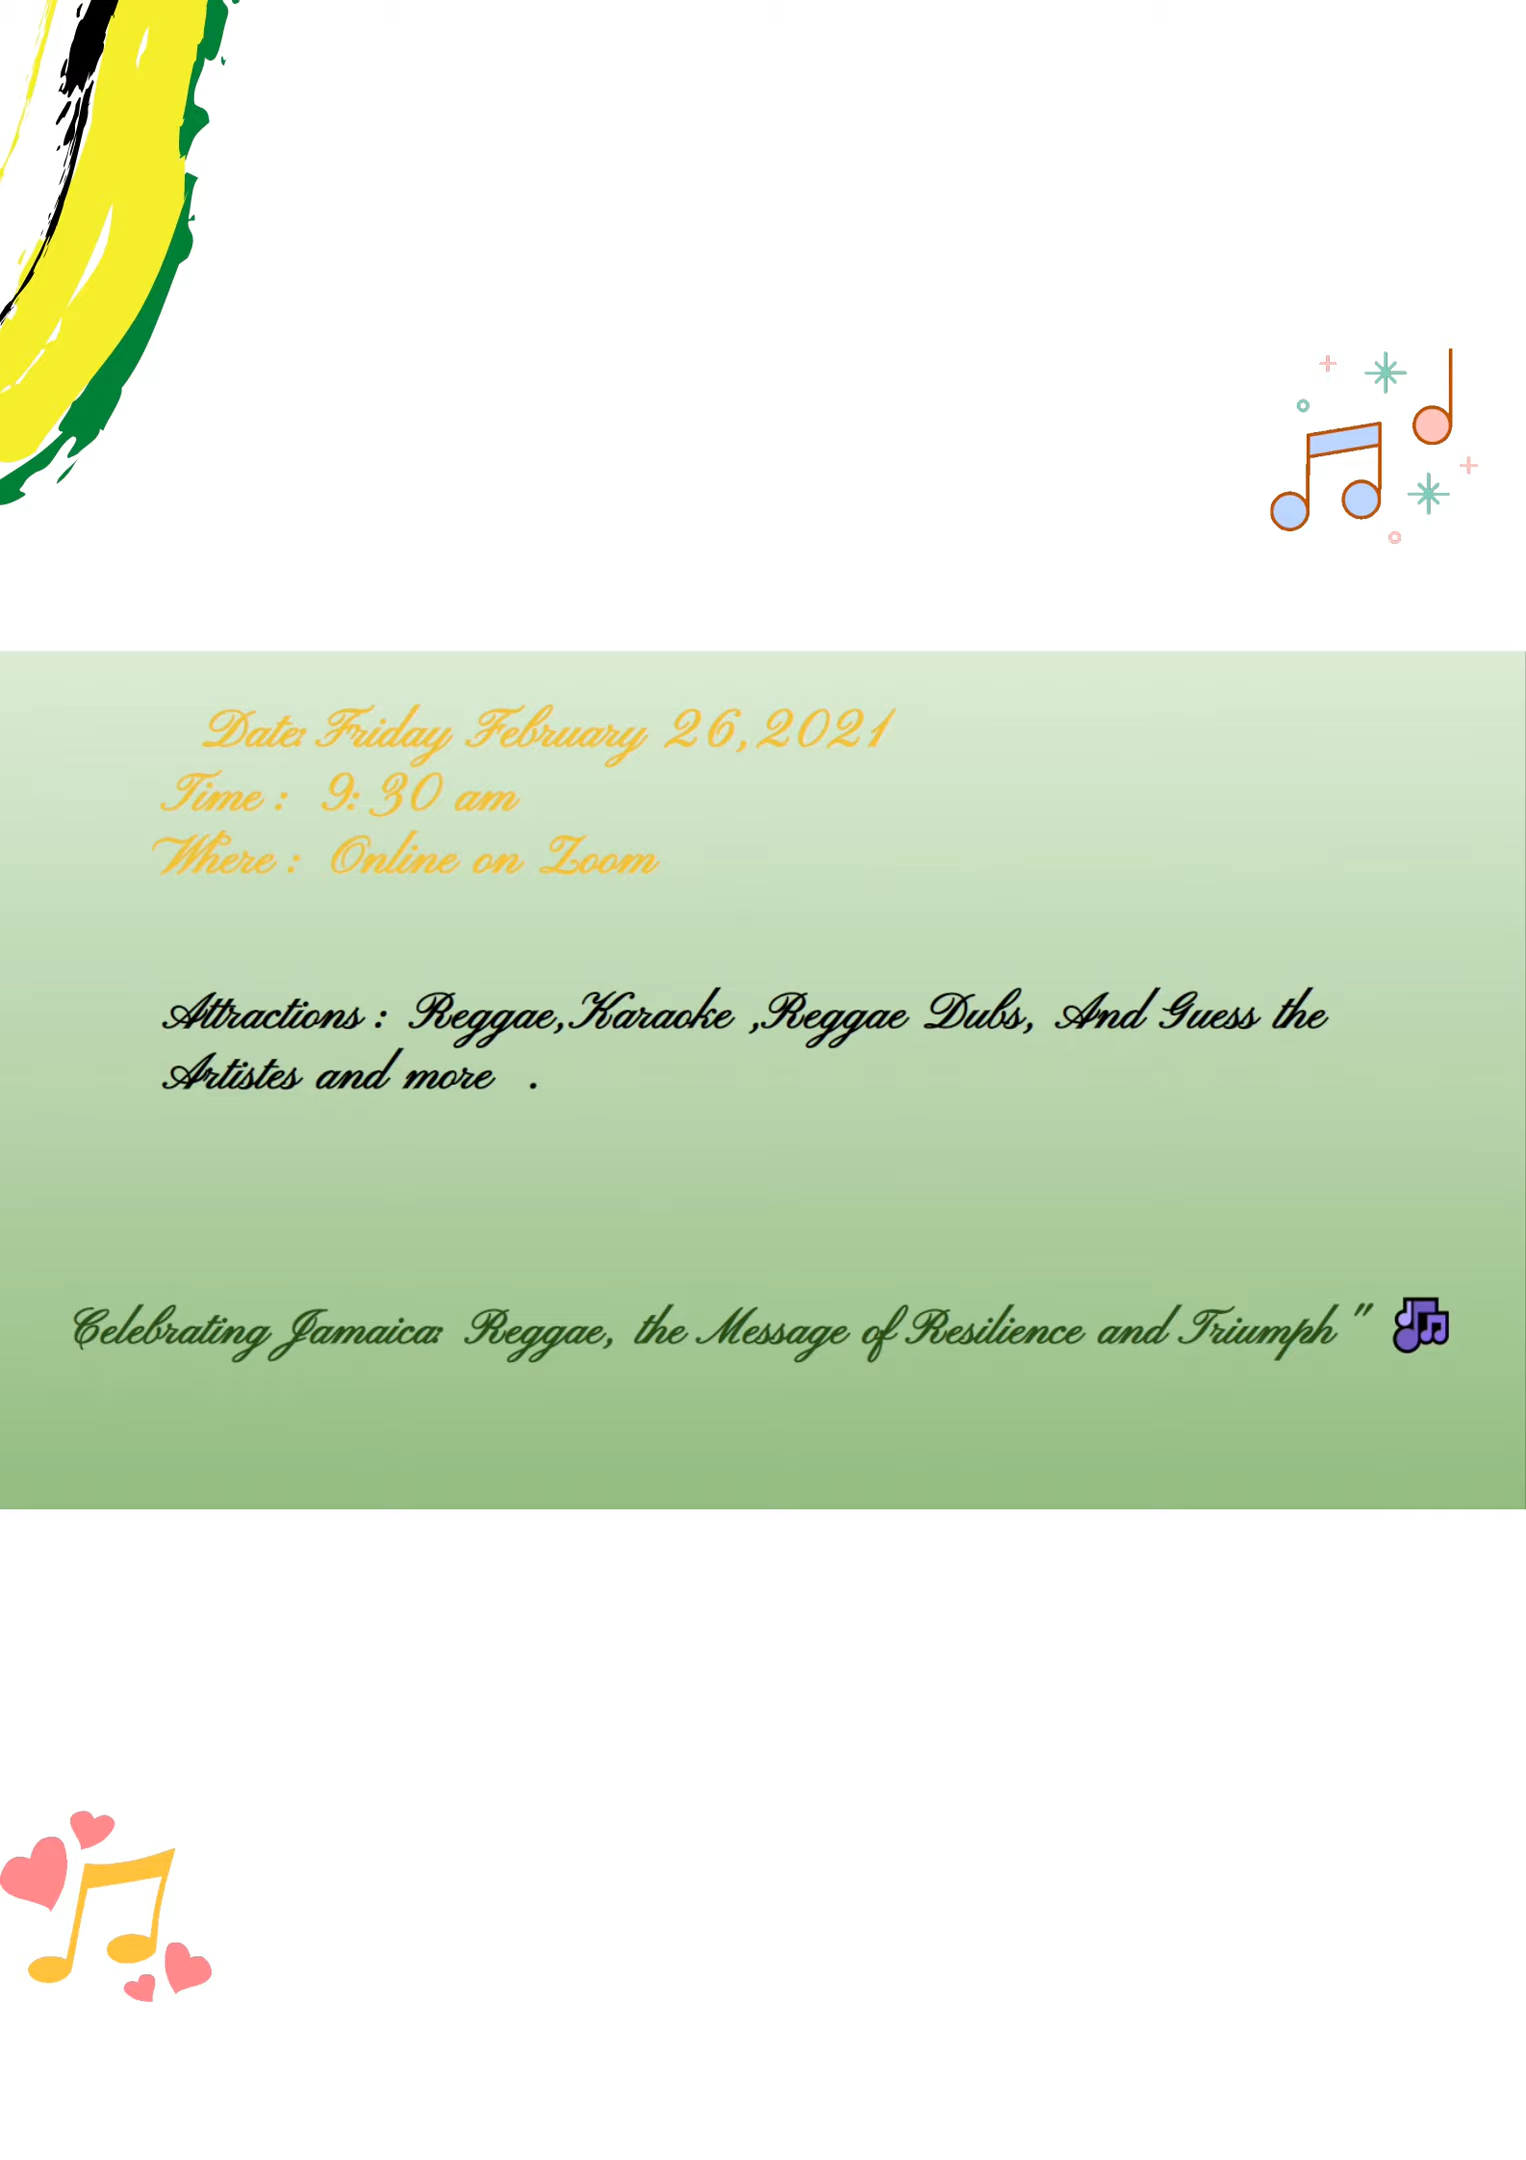 Date: Friday February 26,2021
Time : 9:30 am
Where : Online on Zoom
Attractions : Reggae,Karaoke ,Reggae Dubs, And Guess the
Artistes and more .
Celebrating Jamaica: Reggae, the Message of Resilience and Triumph "